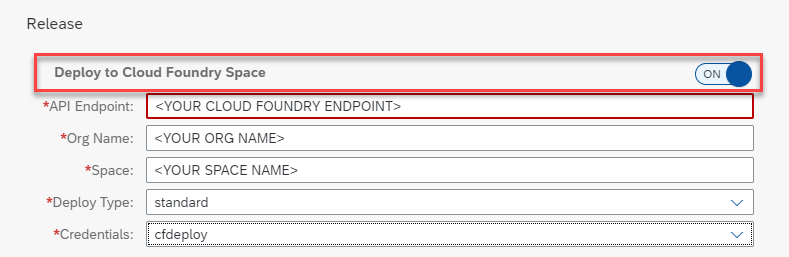 Release
Deploy to Cloud Foundry Space ON
*API Endpoint: <YOUR CLOUD FOUNDRY ENDPOINT>
*Org Name: <YOUR ORG NAME>
*Space: <YOUR SPACE NAME>
*Deploy Type: standard
*Credentials: cfdeploy